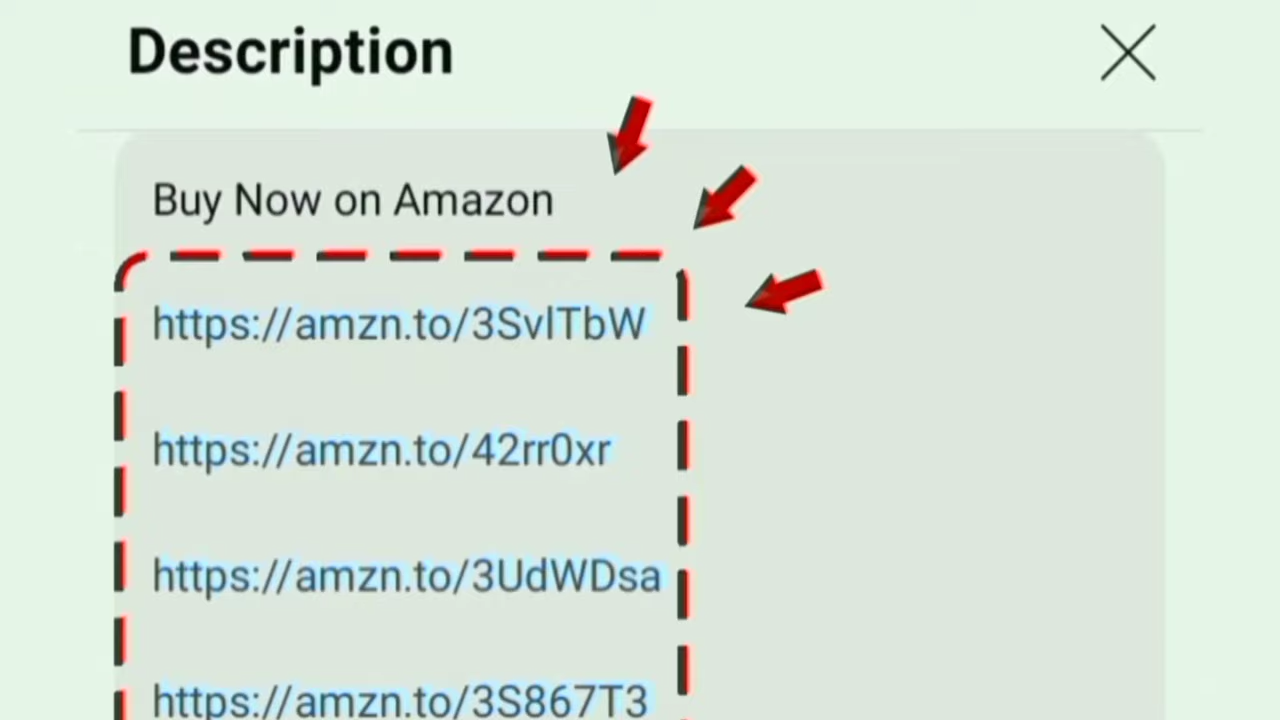 Description
Buy Now on Amazon
https://amzn.to/3SvlTbW
https://amzn.to/42rr0xr
https://amzn.to/3UdWDsa
https://amzn.to/3S867T3